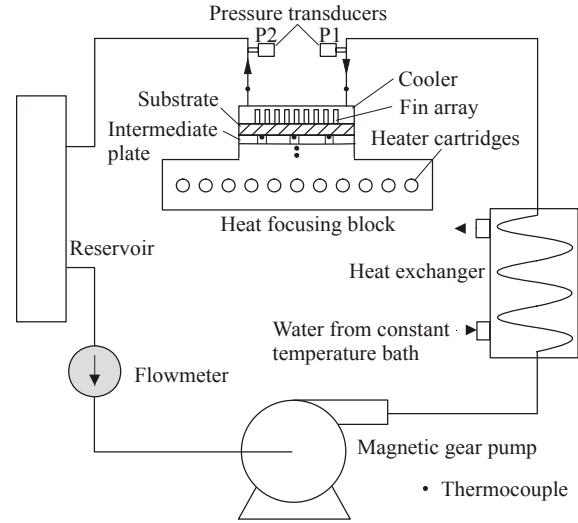 Pressure transducers
P2
P1
Cooler
Substrate
Fin array
Intermediate
plate
Heater cartridges
Heat focusing block
Reservoir
Heat exchanger
Water from constant
temperature bath
Flowmeter
Magnetic gear pump
• Thermocouple